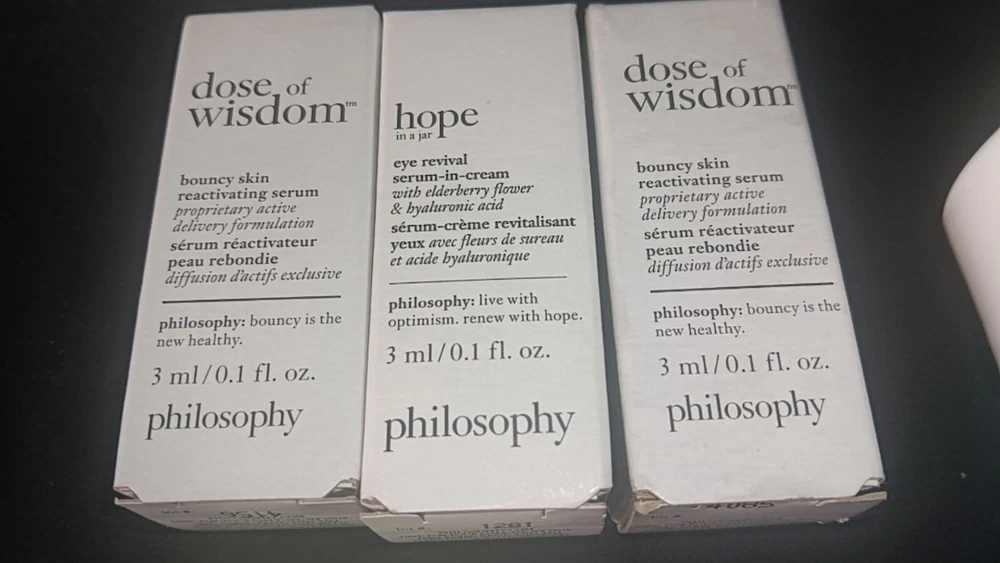 dose of
wisdom™
bouncy skin
reactivating serum
proprietary active
delivery formulation
sérum réactivateur
peau rebondie
diffusion d'actifs exclusive
philosophy: bouncy is the
new healthy.
3 ml/0.1 fl. oz.
philosophy
hope
in a jar
eye revival
serum-in-cream
with elderberry flower
& hyaluronic acid
sérum-crème revitalisant
yeux avec fleurs de sureau
et acide hyaluronique
philosophy: live with
optimism. renew with hope.
3 ml/0.1 fl. oz.
philosophy
1281
dose of
wisdom™
bouncy skin
reactivating serum
proprietary active
delivery formulation
sérum réactivateur
peau rebondie
diffusion d'actifs exclusive
philosophy: bouncy is the
new healthy.
3 ml/0.1 fl. oz.
philosophy